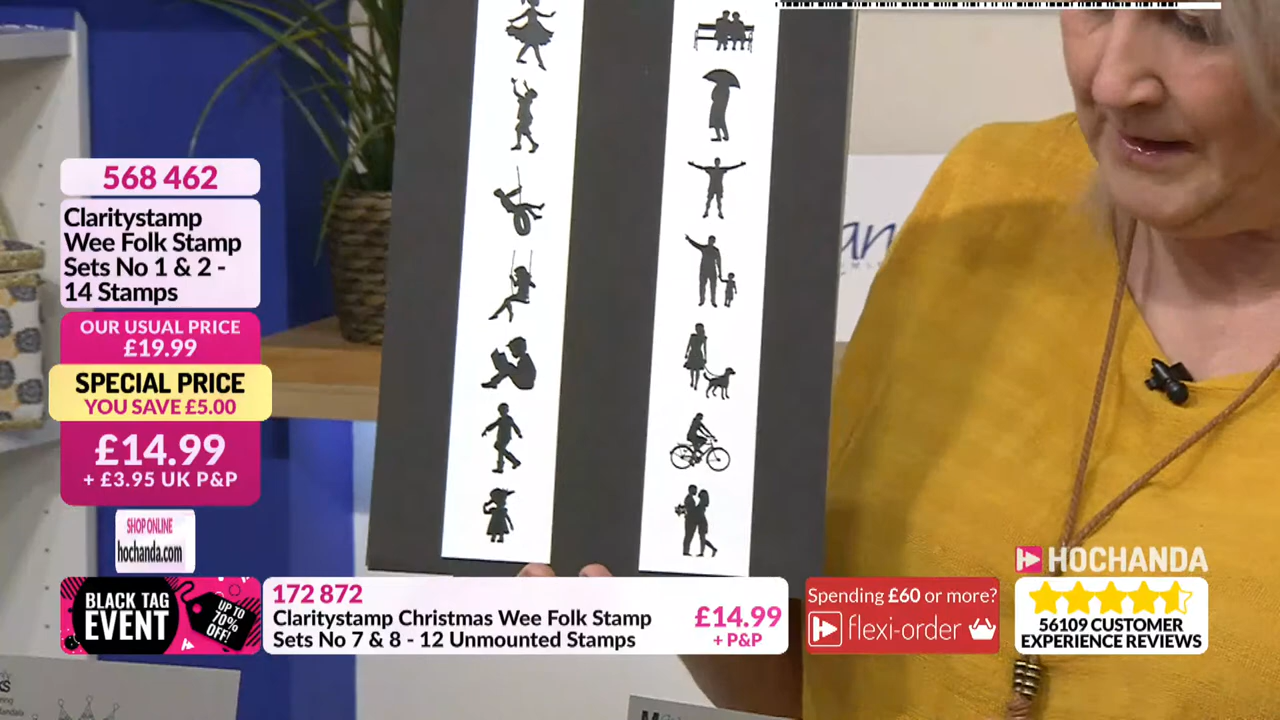 568 462
Claritystamp
Wee Folk Stamp
Sets No 1 & 2 -
14 Stamps
OUR USUAL PRICE
£19.99
SPECIAL PRICE
YOU SAVE £5.00
£14.99
+ £3.95 UK P&P
SHOP ONLINE
hochanda.com
BLACK TAG
EVENT
UP TO
70%
OFF!
172 872
Claritystamp Christmas Wee Folk Stamp
Sets No 7 & 8 - 12 Unmounted Stamps
£14.99
+ P&P
Spending £60 or more?
flexi-order
HOCHANDA
56109 CUSTOMER
EXPERIENCE REVIEWS